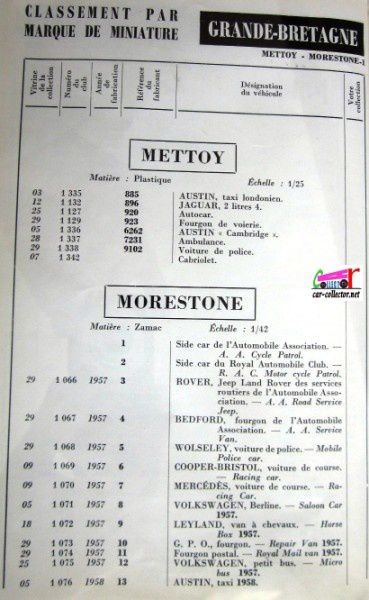 CLASSEMENT PAR
MARQUE DE MINIATURE
GRANDE-BRETAGNE
METTOY - MORESTONE-1
Vitrine de la collection
Numéro du club
Année de fabrication
Référence du fabricant
Désignation du véhicule
Votre collection
METTOY
Matière : Plastique Échelle : 1/25
03 1 335 885 AUSTIN, taxi londonien.
12 1 132 896 JAGUAR, 2 litres 4.
25 1 127 920 Autocar.
29 1 129 923 Fourgon de voierie.
05 1 336 6262 AUSTIN « Cambridge ».
28 1 337 7231 Ambulance.
29 1 338 9102 Voiture de police.
07 1 342 Cabriolet.
COLLECTOR
car-collector.net
MORESTONE
Matière : Zamac Échelle : 1/42
1 Side car de l'Automobile Association. —
A. A. Cycle Patrol.
2 Side car du Royal Automobile Club. —
R. A. C. Motor cycle Patrol.
29 1 066 1957 3 ROVER, Jeep Land Rover des services
routiers de l'Automobile Asso-
ciation. — A. A. Road Service
Jeep.
29 1 067 1957 4 BEDFORD, fourgon de l'Automobile
Association. — A. A. Service
Van.
29 1 068 1957 5 WOLSELEY, voiture de police. — Mobile
Police car.
09 1 069 1957 6 COOPER-BRISTOL, voiture de course.
— Racing car.
09 1 070 1957 7 MERCÉDÈS, voiture de course. — Ra-
cing Car.
05 1 071 1957 8 VOLKSWAGEN, Berline. — Saloon Car
1957.
18 1 072 1957 9 LEYLAND, van à chevaux. — Horse
Box 1957.
29 1 073 1957 10 G. P. O., fourgon. — Repair Van 1957.
29 1 074 1957 11 Fourgon postal. — Royal Mail van 1957.
25 1 075 1957 12 VOLKSWAGEN, petit bus. — Micro
bus 1957.
05 1 076 1958 13 AUSTIN, taxi 1958.